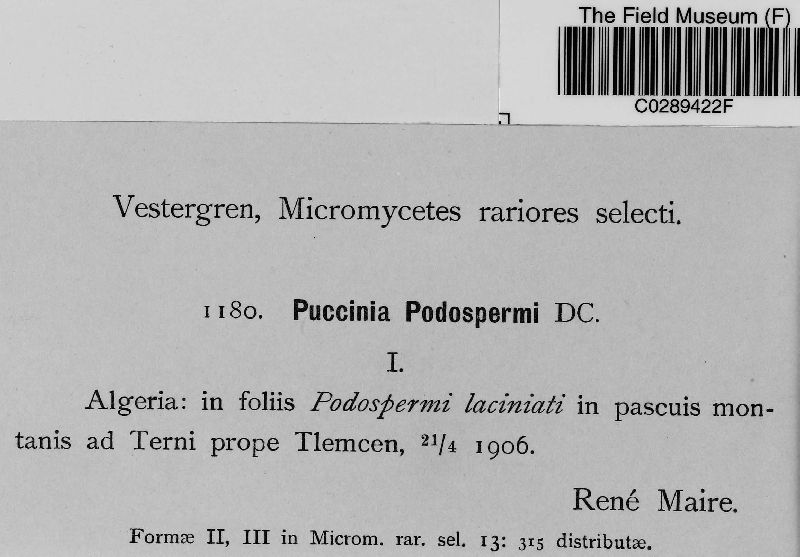 The Field Museum (F)
C0289422F
Vestergren, Micromycetes rariores selecti.
1180. Puccinia Podospermi DC.
I.
Algeria: in foliis Podospermi laciniati in pascuis mon-
tanis ad Terni prope Tlemcen, 21/4 1906.
René Maire.
Formæ II, III in Microm. rar. sel. 13: 315 distributæ.